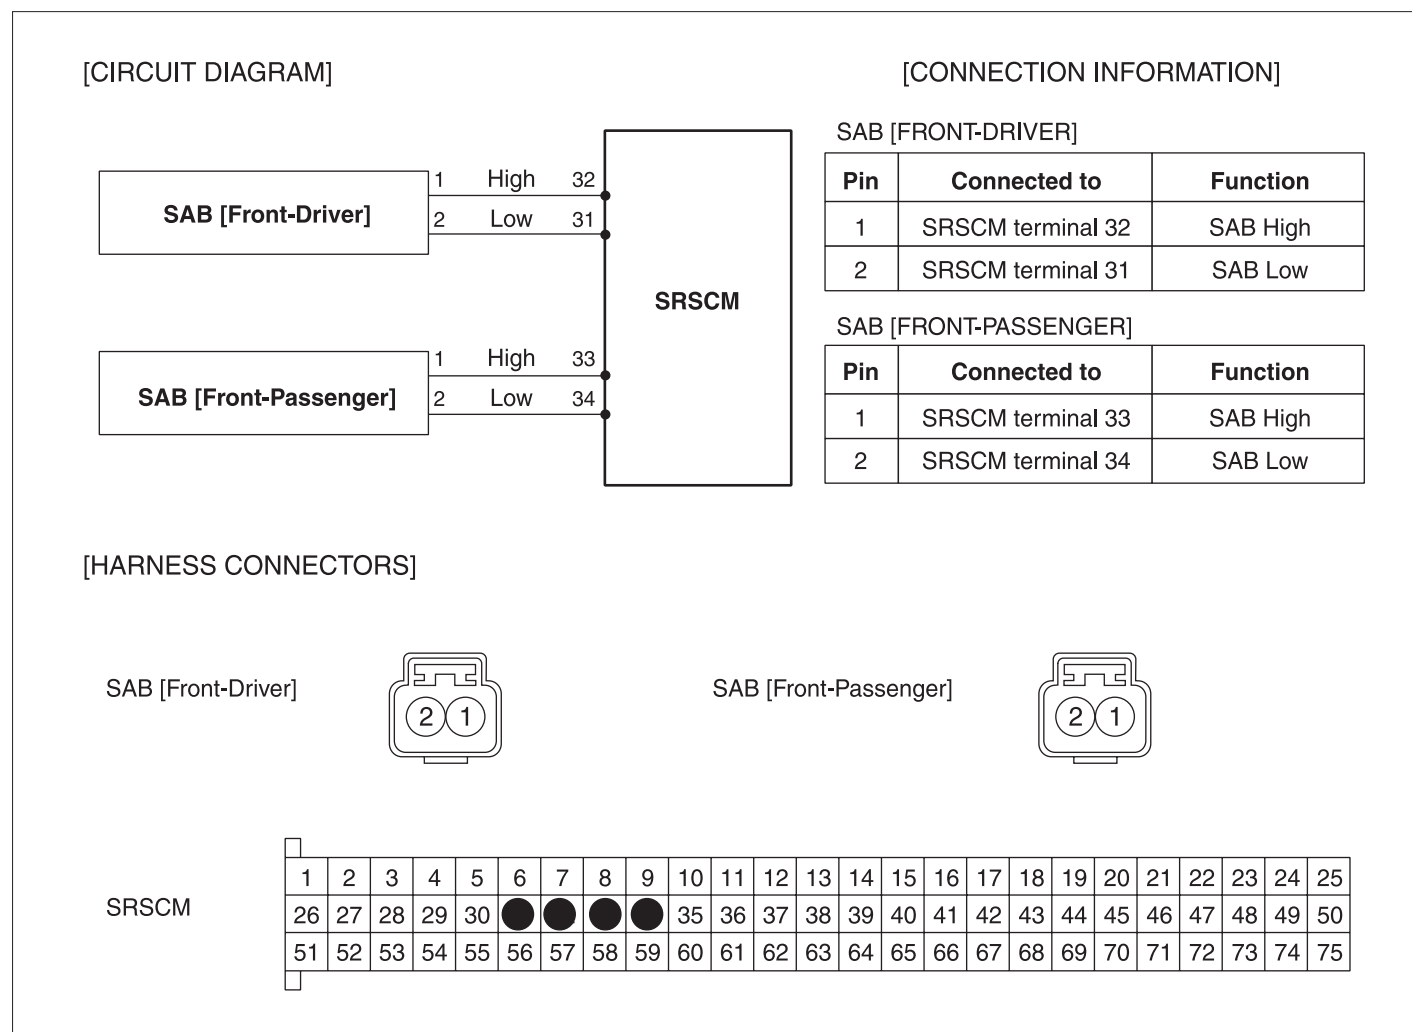 [CIRCUIT DIAGRAM]
[CONNECTION INFORMATION]
SAB [Front-Driver]
1 High 32
2 Low 31
SAB [Front-Passenger]
1 High 33
2 Low 34
SRSCM
SAB [FRONT-DRIVER]
Pin Connected to Function
1 SRSCM terminal 32 SAB High
2 SRSCM terminal 31 SAB Low
SAB [FRONT-PASSENGER]
Pin Connected to Function
1 SRSCM terminal 33 SAB High
2 SRSCM terminal 34 SAB Low
[HARNESS CONNECTORS]
SAB [Front-Driver]
2 1
SAB [Front-Passenger]
2 1
SRSCM
1 2 3 4 5 6 7 8 9 10 11 12 13 14 15 16 17 18 19 20 21 22 23 24 25
26 27 28 29 30 35 36 37 38 39 40 41 42 43 44 45 46 47 48 49 50
51 52 53 54 55 56 57 58 59 60 61 62 63 64 65 66 67 68 69 70 71 72 73 74 75